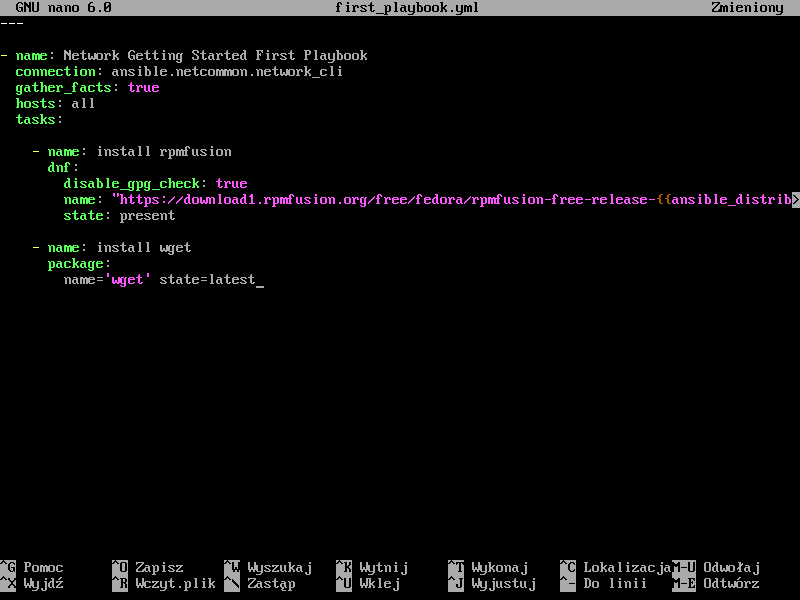 GNU nano 6.0 first_playbook.yml Zmieniony
---
- name: Network Getting Started First Playbook
connection: ansible.netcommon.network_cli
gather_facts: true
hosts: all
tasks:
- name: install rpmfusion
dnf:
disable_gpg_check: true
name: "https://download1.rpmfusion.org/free/fedora/rpmfusion-free-release-{{ansible_distrib>
state: present
- name: install wget
package:
name='wget' state=latest_
^G Pomoc ^O Zapisz ^W Wyszukaj ^K Wytnij ^T Wykonaj ^C Lokalizacja M-U Odwołaj
^X Wyjdź ^R Wczyt.plik ^\ Zastąp ^U Wklej ^J Wyjustuj ^- Do linii M-E Odtwórz